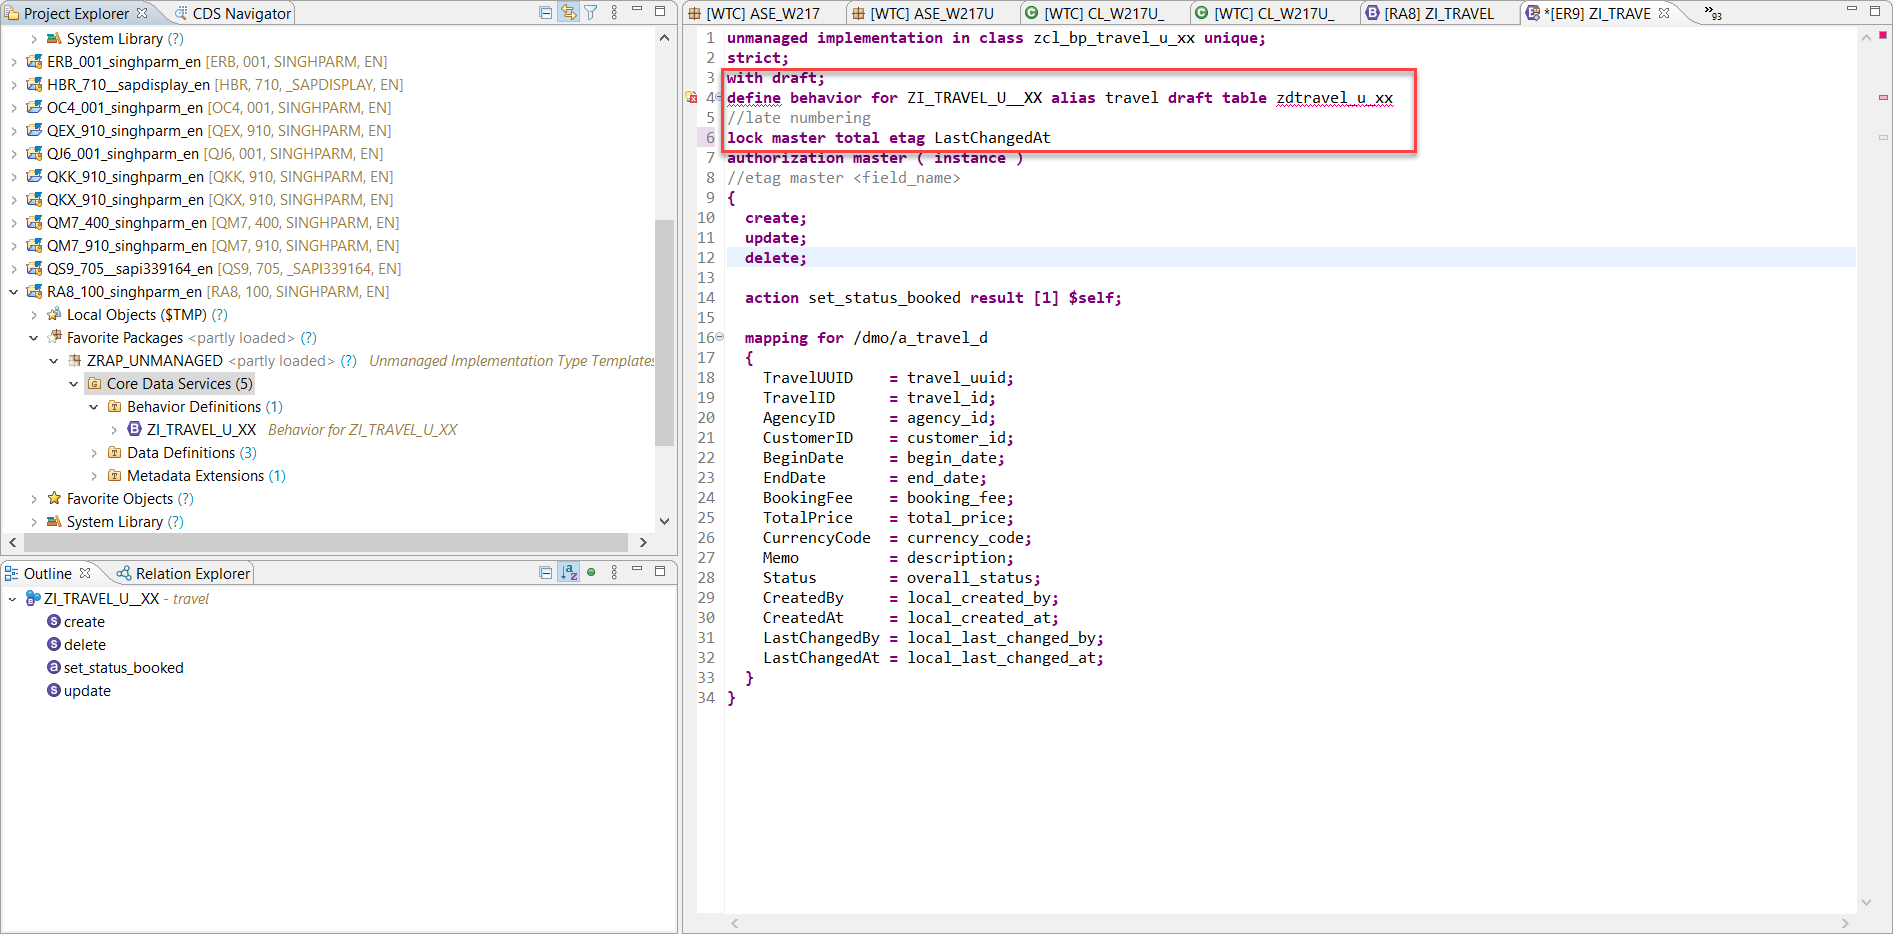 Project Explorer
CDS Navigator
System Library (?)
ERB_001_singhparm_en [ERB, 001, SINGHPARM, EN]
HBR_710__sapdisplay_en [HBR, 710, _SAPDISPLAY, EN]
OC4_001_singhparm_en [OC4, 001, SINGHPARM, EN]
QEX_910_singhparm_en [QEX, 910, SINGHPARM, EN]
QJ6_001_singhparm_en [QJ6, 001, SINGHPARM, EN]
QKK_910_singhparm_en [QKK, 910, SINGHPARM, EN]
QKX_910_singhparm_en [QKX, 910, SINGHPARM, EN]
QM7_400_singhparm_en [QM7, 400, SINGHPARM, EN]
QM7_910_singhparm_en [QM7, 910, SINGHPARM, EN]
QS9_705__sapi339164_en [QS9, 705, _SAPI339164, EN]
RA8_100_singhparm_en [RA8, 100, SINGHPARM, EN]
Local Objects ($TMP) (?)
Favorite Packages <partly loaded> (?)
ZRAP_UNMANAGED <partly loaded> (?) Unmanaged Implementation Type Templates
Core Data Services (5)
Behavior Definitions (1)
ZI_TRAVEL_U_XX Behavior for ZI_TRAVEL_U_XX
Data Definitions (3)
Metadata Extensions (1)
Favorite Objects (?)
System Library (?)
Outline
Relation Explorer
ZI_TRAVEL_U__XX - travel
create
delete
set_status_booked
update
[WTC] ASE_W217
[WTC] ASE_W217U
[WTC] CL_W217U_
[WTC] CL_W217U_
[RA8] ZI_TRAVEL
*[ER9] ZI_TRAVE
»93
1 unmanaged implementation in class zcl_bp_travel_u_xx unique;
2 strict;
3 with draft;
4 define behavior for ZI_TRAVEL_U__XX alias travel draft table zdtravel_u_xx
5 //late numbering
6 lock master total etag LastChangedAt
7 authorization master ( instance )
8 //etag master <field_name>
9 {
10 create;
11 update;
12 delete;
13
14 action set_status_booked result [1] $self;
15
16 mapping for /dmo/a_travel_d
17 {
18 TravelUUID = travel_uuid;
19 TravelID = travel_id;
20 AgencyID = agency_id;
21 CustomerID = customer_id;
22 BeginDate = begin_date;
23 EndDate = end_date;
24 BookingFee = booking_fee;
25 TotalPrice = total_price;
26 CurrencyCode = currency_code;
27 Memo = description;
28 Status = overall_status;
29 CreatedBy = local_created_by;
30 CreatedAt = local_created_at;
31 LastChangedBy = local_last_changed_by;
32 LastChangedAt = local_last_changed_at;
33 }
34 }